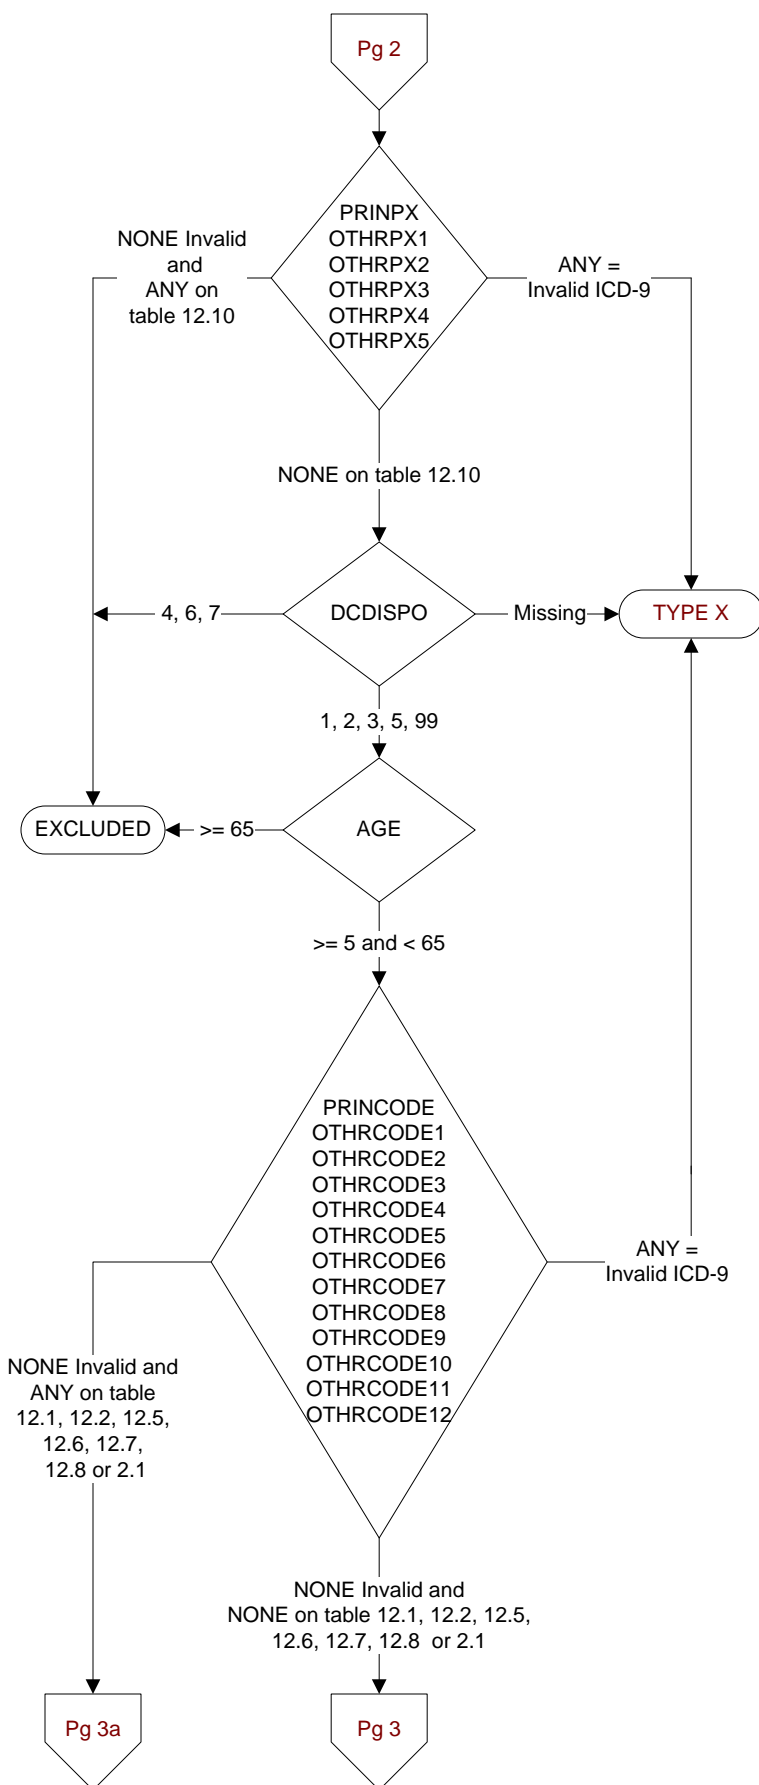 Pg 2
PRINPX
OTHRPX1
OTHRPX2
OTHRPX3
OTHRPX4
OTHRPX5
NONE Invalid
and
ANY on
table 12.10
ANY =
Invalid ICD-9
NONE on table 12.10
4, 6, 7
DCDISPO
Missing
TYPE X
1, 2, 3, 5, 99
EXCLUDED
>= 65
AGE
>= 5 and < 65
PRINCODE
OTHRCODE1
OTHRCODE2
OTHRCODE3
OTHRCODE4
OTHRCODE5
OTHRCODE6
OTHRCODE7
OTHRCODE8
OTHRCODE9
OTHRCODE10
OTHRCODE11
OTHRCODE12
ANY =
Invalid ICD-9
NONE Invalid and
ANY on table
12.1, 12.2, 12.5,
12.6, 12.7,
12.8 or 2.1
NONE Invalid and
NONE on table 12.1, 12.2, 12.5,
12.6, 12.7, 12.8 or 2.1
Pg 3a
Pg 3